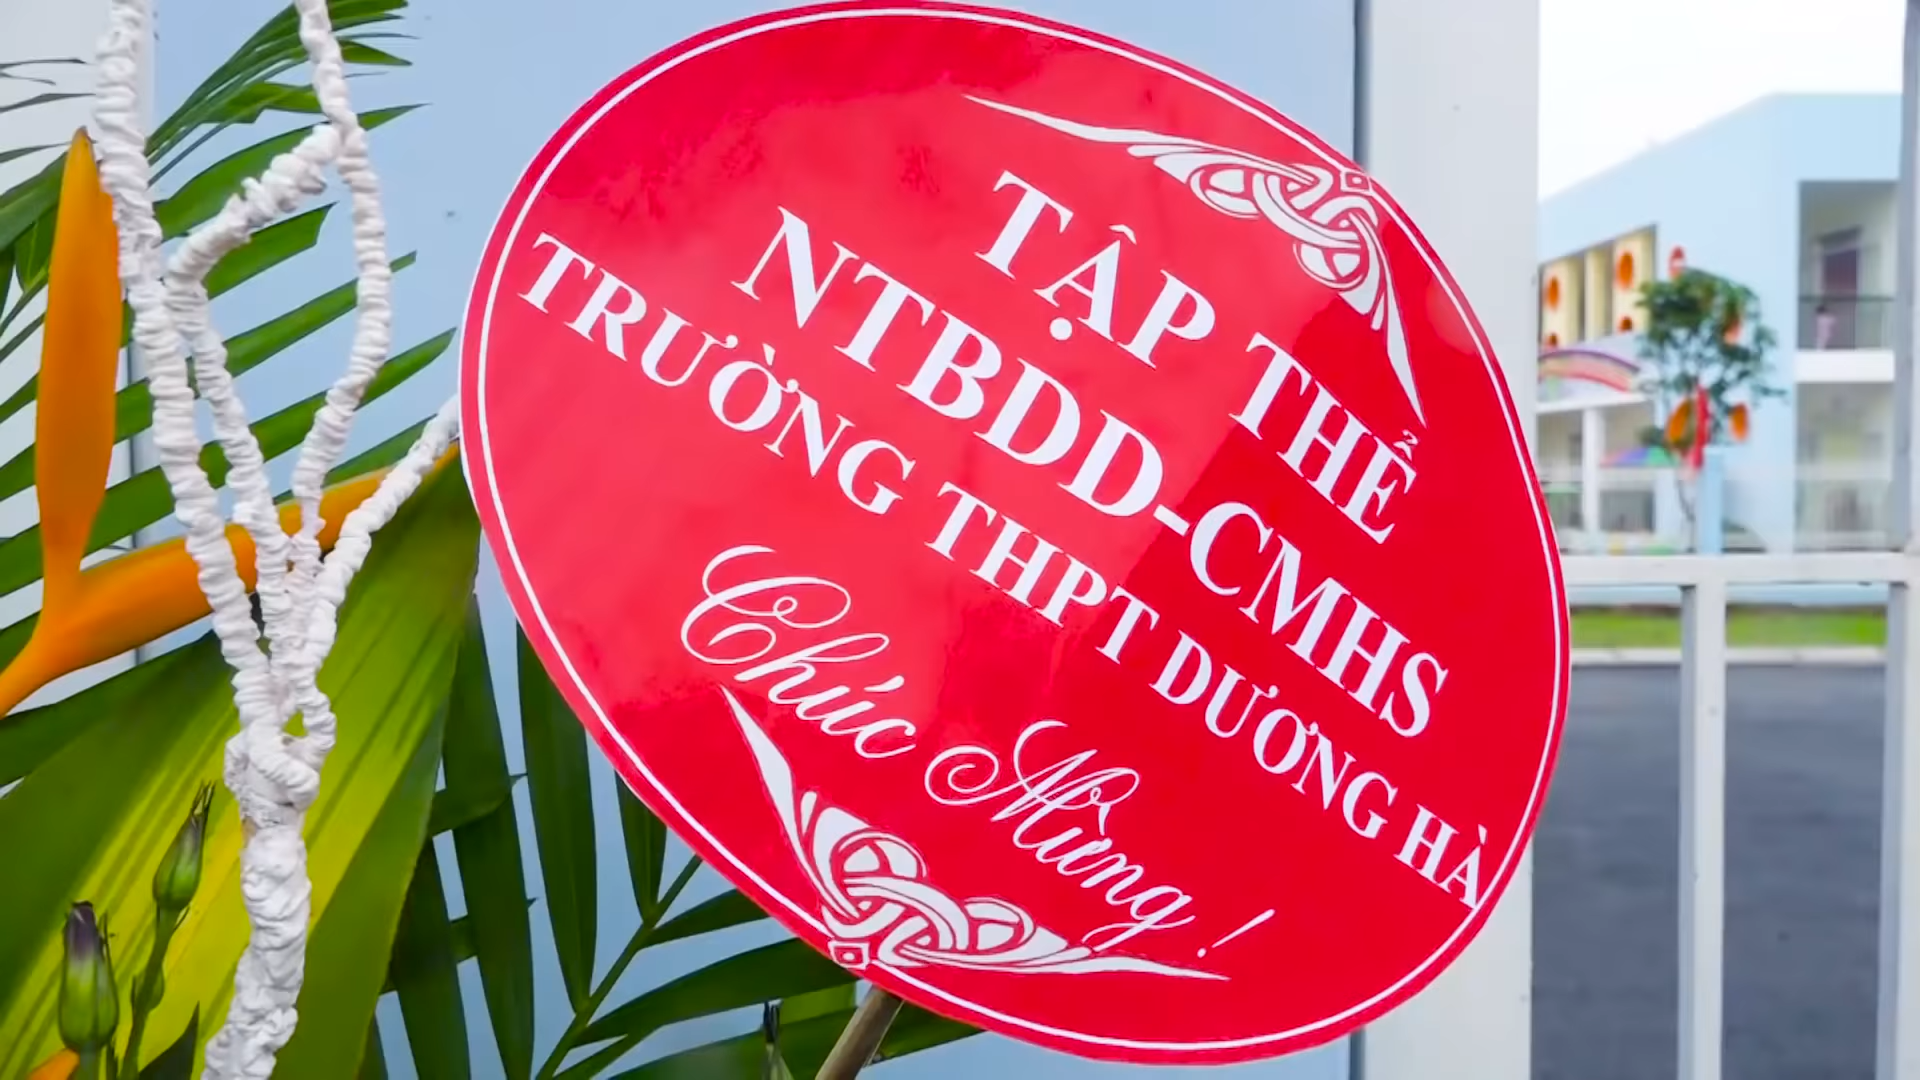 TẬP THỂ
NTBDD-CMHS
TRƯỜNG THPT DƯƠNG HÀ
Chúc Mừng!